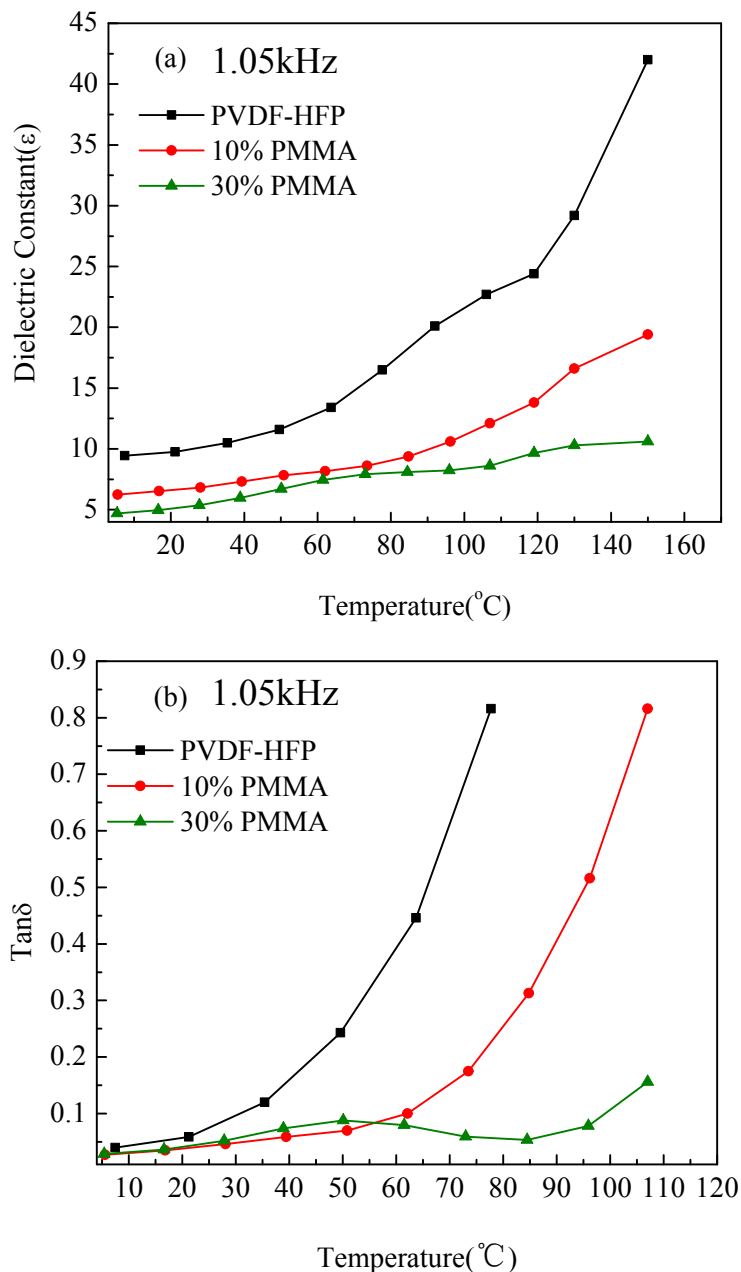 (a) 1.05kHz
PVDF-HFP
10% PMMA
30% PMMA
Dielectric Constant(ε)
45
40
35
30
25
20
15
10
5
20 40 60 80 100 120 140 160
Temperature(°C)
(b) 1.05kHz
PVDF-HFP
10% PMMA
30% PMMA
Tanδ
0.9
0.8
0.7
0.6
0.5
0.4
0.3
0.2
0.1
10 20 30 40 50 60 70 80 90 100 110 120
Temperature(℃)